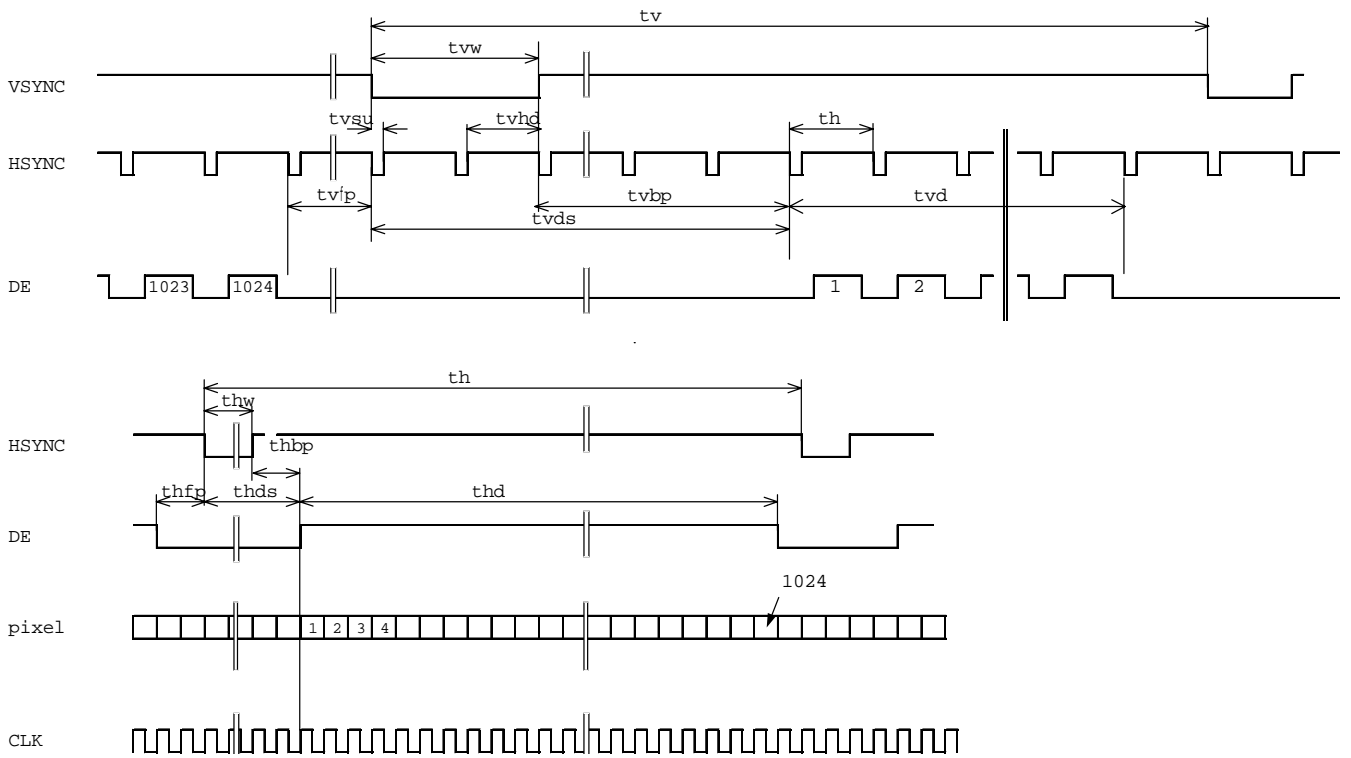 tv
tvw
VSYNC
tvsu
tvhd
th
HSYNC
tvfp
tvbp
tvd
tvds
DE
1023
1024
1
2
th
thw
HSYNC
thbp
thfp
thds
thd
DE
1024
pixel
1 2 3 4
CLK